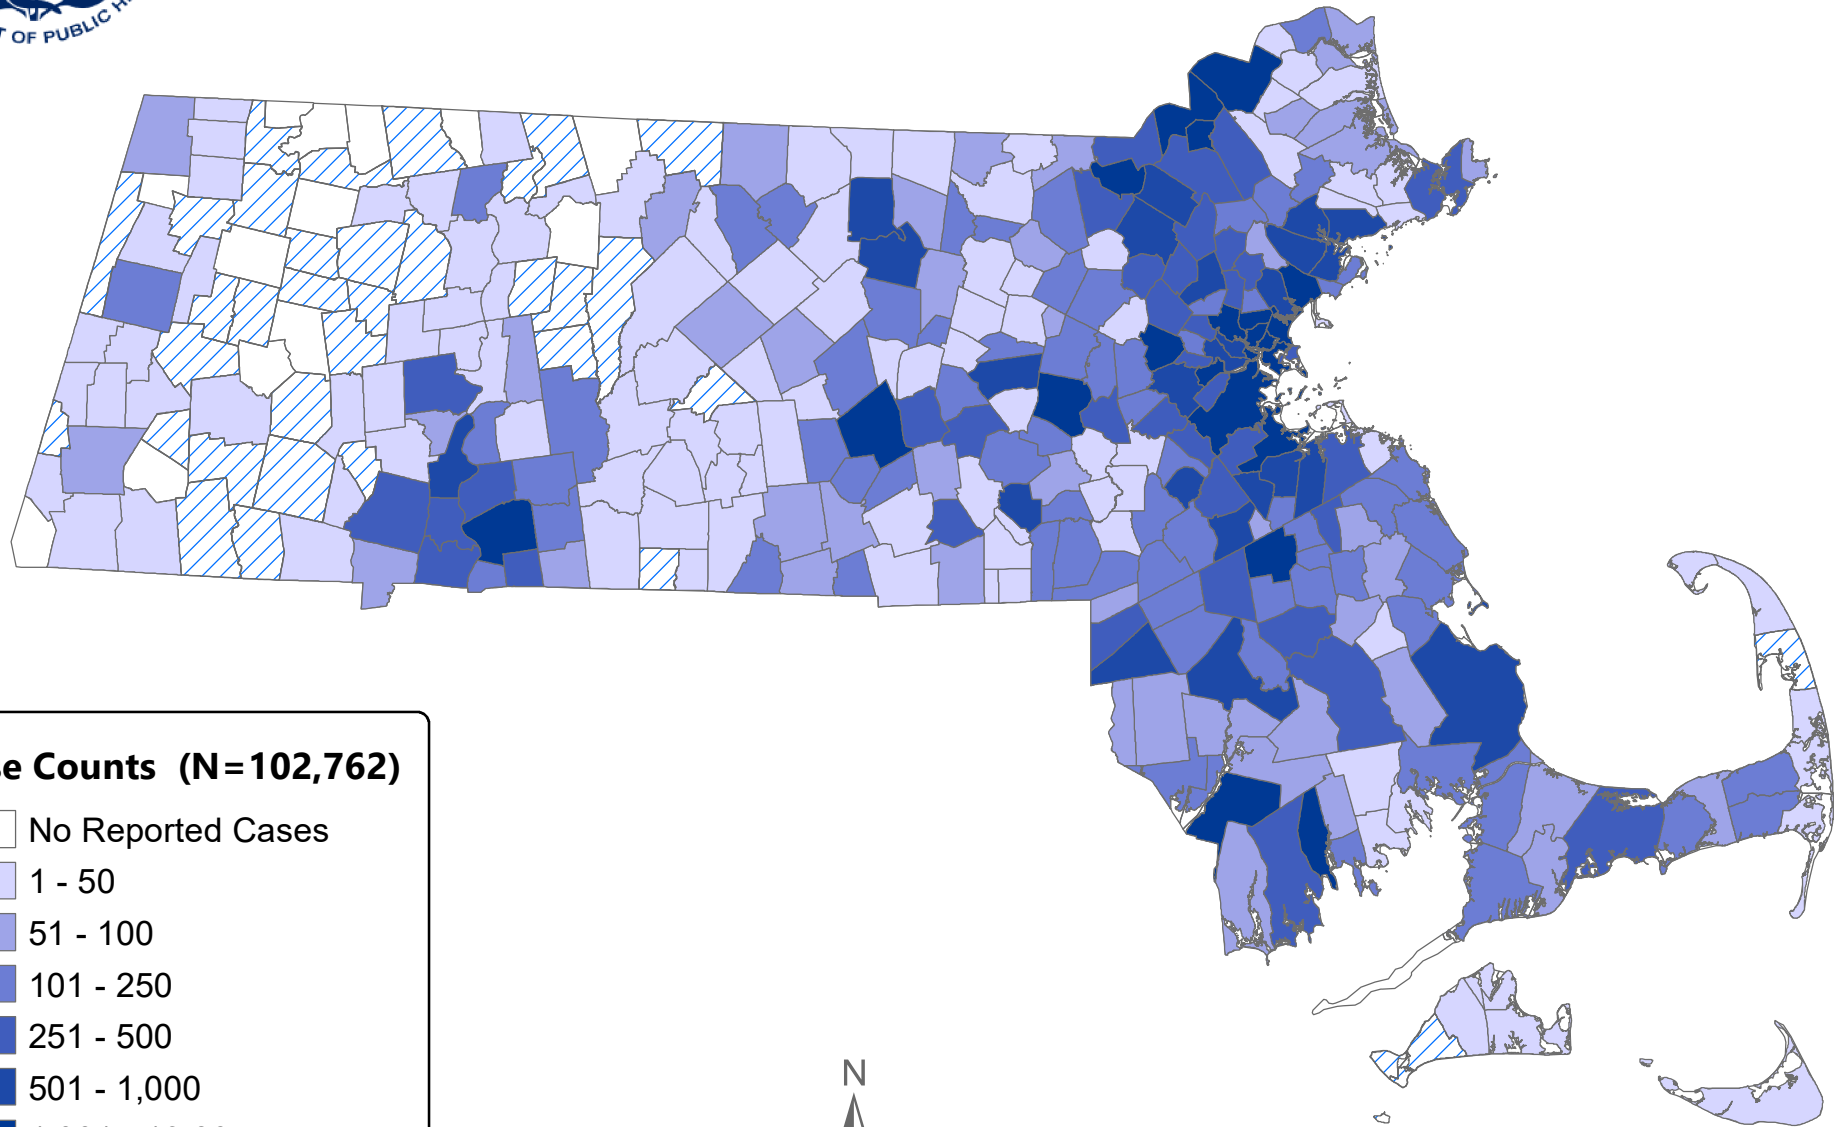 T OF PUBLIC H
e Counts (N=102,762)
No Reported Cases
1 - 50
51 - 100
101 - 250
251 - 500
501 - 1,000
N